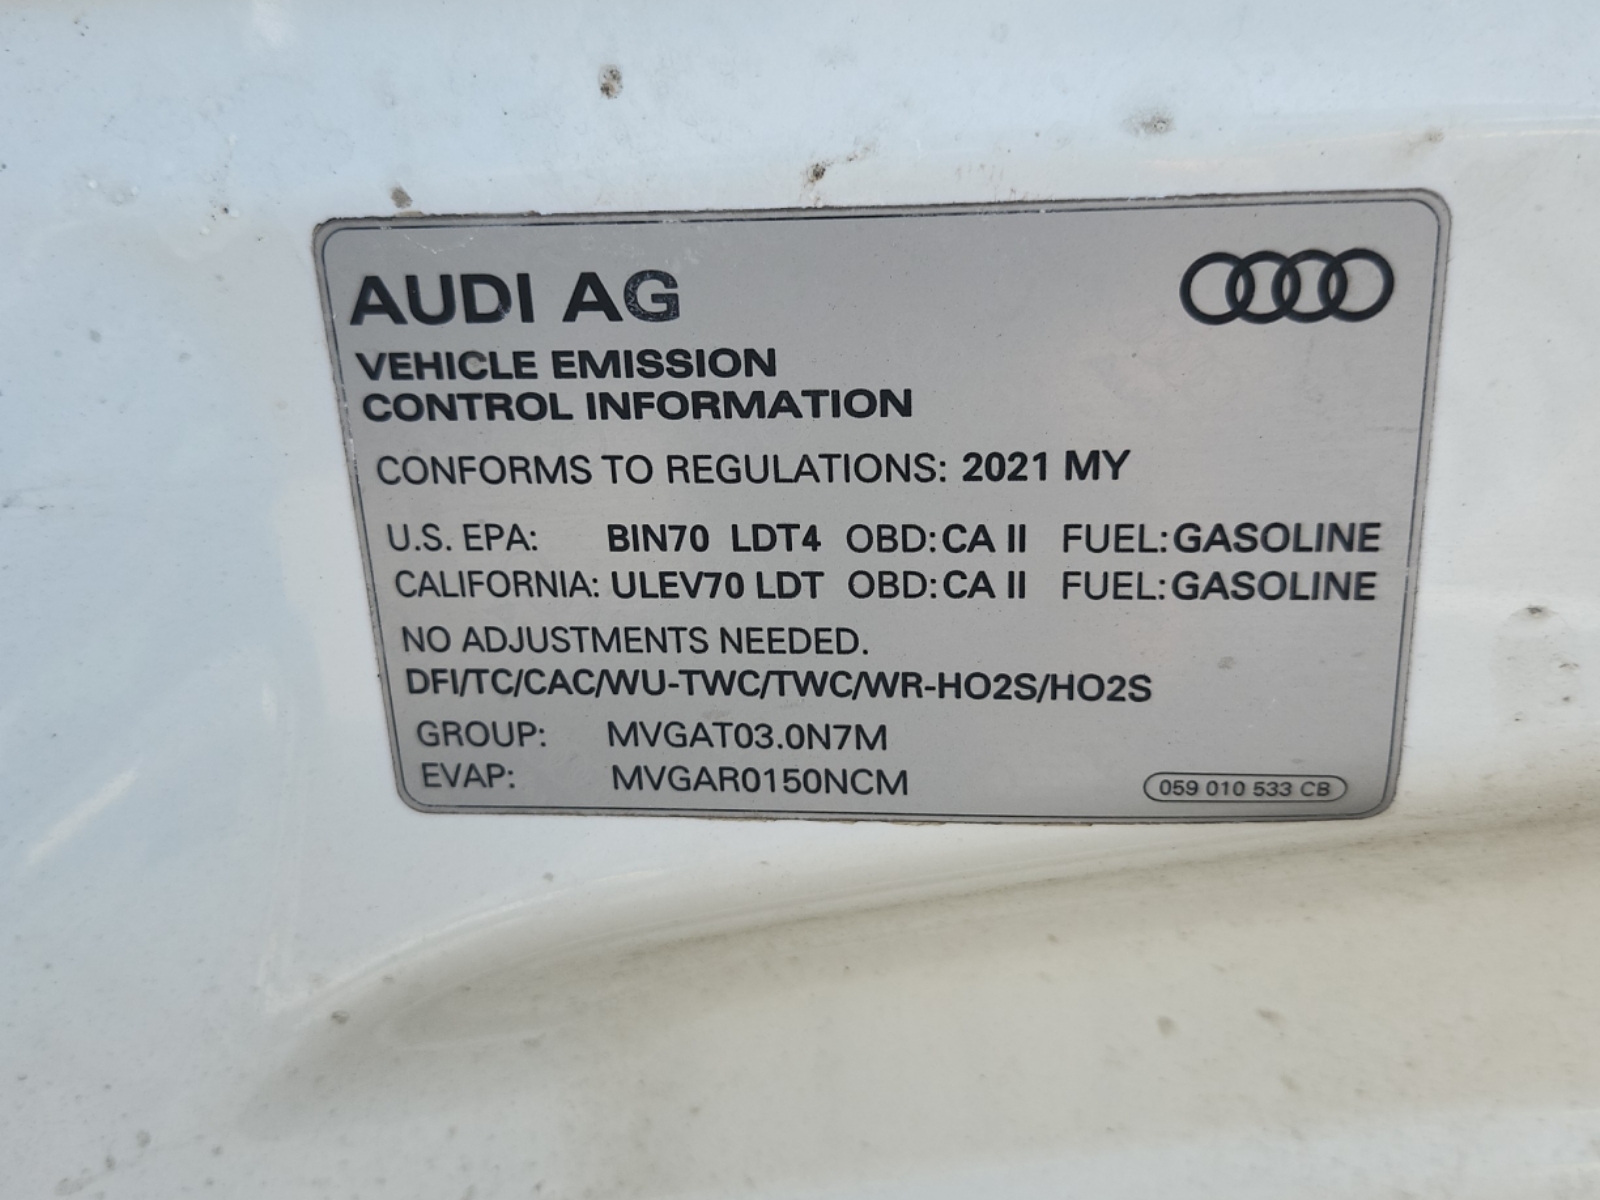 AUDI AG
VEHICLE EMISSION
CONTROL INFORMATION
CONFORMS TO REGULATIONS: 2021 MY
U.S. EPA: BIN70 LDT4 OBD: CA II FUEL: GASOLINE
CALIFORNIA: ULEV70 LDT OBD: CA II FUEL: GASOLINE
NO ADJUSTMENTS NEEDED.
DFI/TC/CAC/WU-TWC/TWC/WR-HO2S/HO2S
GROUP: MVGAT03.0N7M
EVAP: MVGAR0150NCM
059 010 533 CB